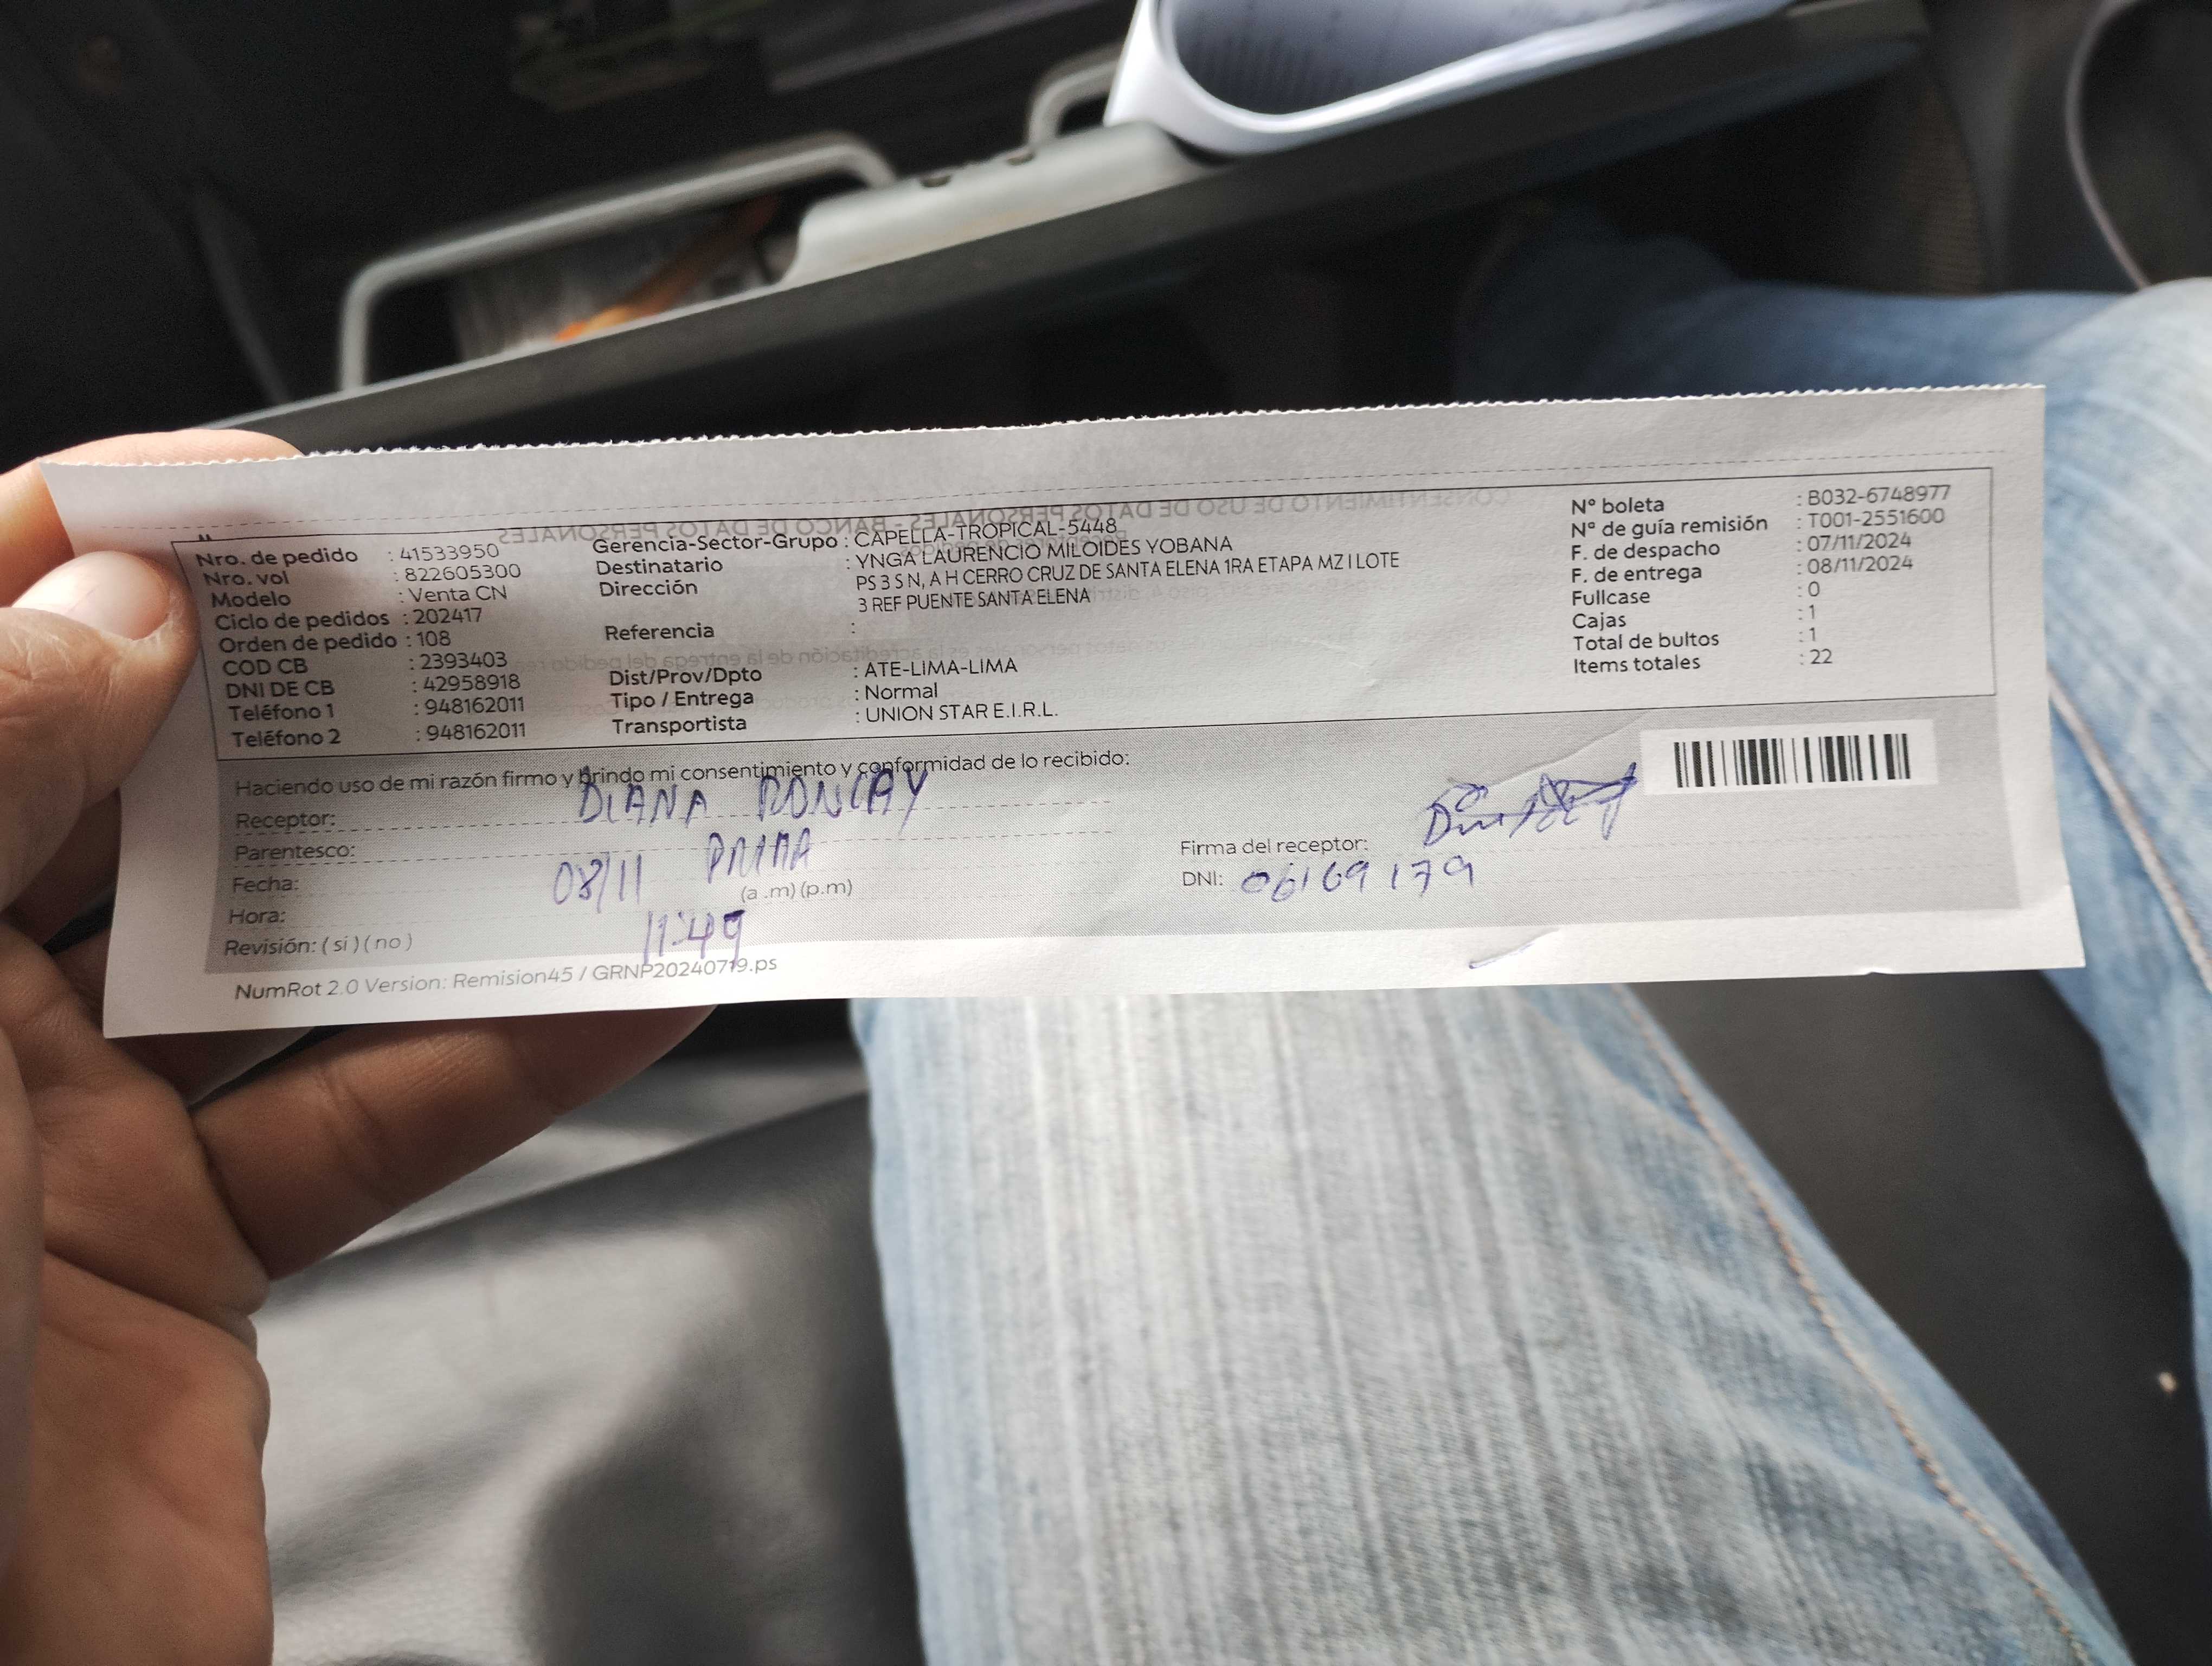 Nro. de pedido : 41533950
Nro. vol : 822605300
Modelo : Venta CN
Ciclo de pedidos : 202417
Orden de pedido : 108
COD CB : 2393403
DNI DE CB : 42958918
Teléfono 1 : 948162011
Teléfono 2 : 948162011
Gerencia-Sector-Grupo : CAPELLA-TROPICAL-5448
Destinatario : YNGA LAURENCIO MILOIDES YOBANA
Dirección PS 3 S N, A H CERRO CRUZ DE SANTA ELENA 1RA ETAPA MZ I LOTE
3 REF PUENTE SANTA ELENA
Referencia :
Dist/Prov/Dpto : ATE-LIMA-LIMA
Tipo / Entrega : Normal
Transportista : UNION STAR E.I.R.L.
N° boleta : B032-6748977
N° de guía remisión : T001-2551600
F. de despacho : 07/11/2024
F. de entrega : 08/11/2024
Fullcase : 0
Cajas : 1
Total de bultos : 1
Items totales : 22
Haciendo uso de mi razón firmo y brindo mi consentimiento y conformidad de lo recibido:
Receptor: DIANA RONCAY
Parentesco: PRIMA
Fecha: 08/11
(a .m) (p.m)
Hora: 11:49
Revisión: ( si ) ( no )
Firma del receptor:
DNI: 06169179
NumRot 2.0 Version: Remision45 / GRNP20240719.ps